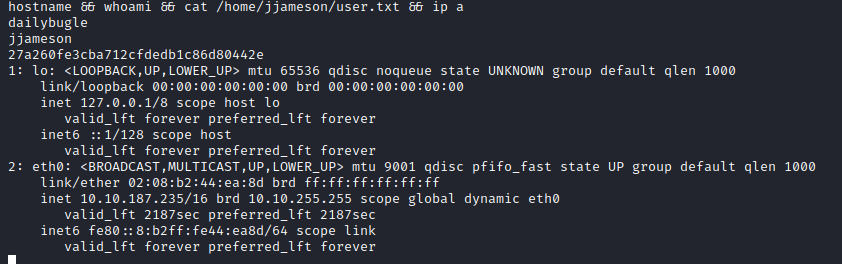 hostname && whoami && cat /home/jjameson/user.txt && ip a
dailybugle
jjameson
27a260fe3cba712cfdedb1c86d80442e
1: lo: <LOOPBACK,UP,LOWER_UP> mtu 65536 qdisc noqueue state UNKNOWN group default qlen 1000
    link/loopback 00:00:00:00:00:00 brd 00:00:00:00:00:00
    inet 127.0.0.1/8 scope host lo
       valid_lft forever preferred_lft forever
    inet6 ::1/128 scope host
       valid_lft forever preferred_lft forever
2: eth0: <BROADCAST,MULTICAST,UP,LOWER_UP> mtu 9001 qdisc pfifo_fast state UP group default qlen 1000
    link/ether 02:08:b2:44:ea:8d brd ff:ff:ff:ff:ff:ff
    inet 10.10.187.235/16 brd 10.10.255.255 scope global dynamic eth0
       valid_lft 2187sec preferred_lft 2187sec
    inet6 fe80::8:b2ff:fe44:ea8d/64 scope link
       valid_lft forever preferred_lft forever